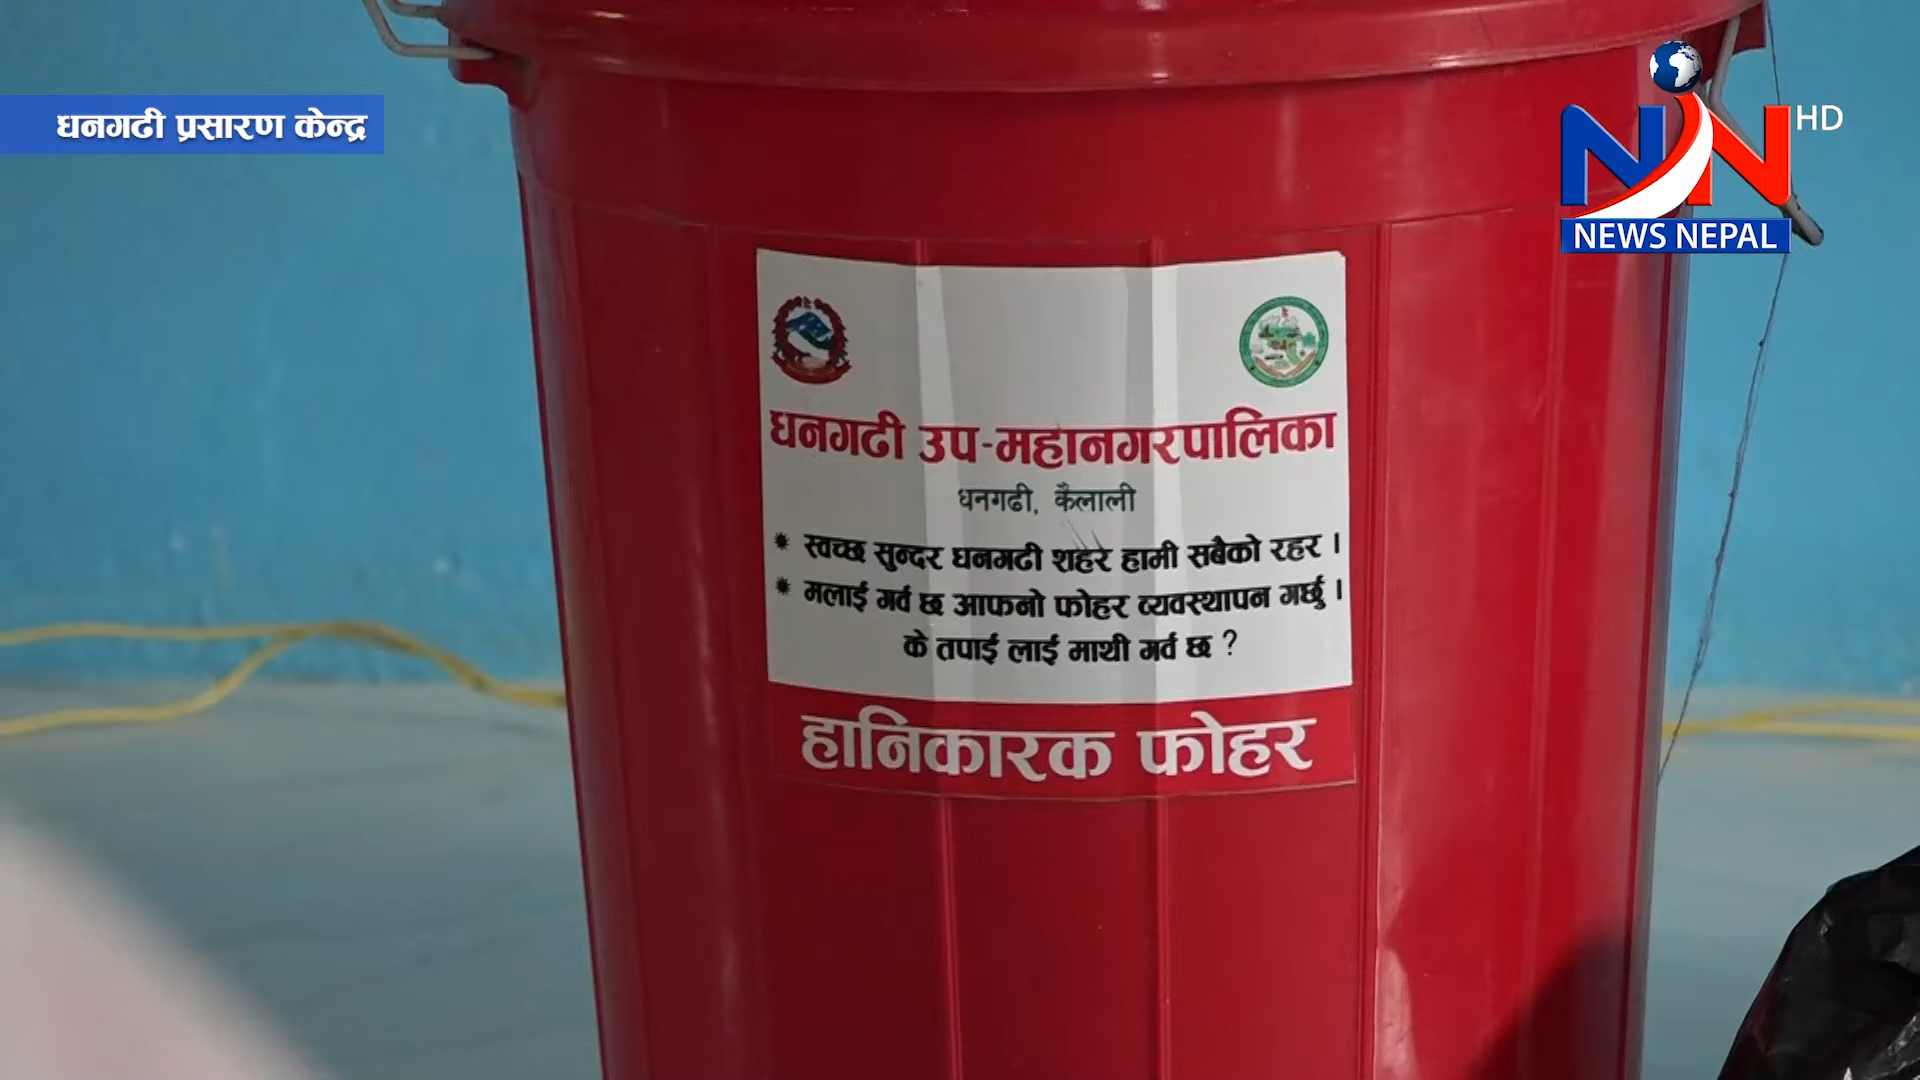 धनगढी प्रसारण केन्द्र
HD
NEWS NEPAL
धनगढी उप-महानगरपालिका
धनगढी, कैलाली
* स्वच्छ सुन्दर धनगढी शहर हामी सबैको रहर ।
* मलाई गर्व छ आफनो फोहर व्यवस्थापन गर्छु ।
के तपाई लाई माथी गर्व छ ?
हानिकारक फोहर